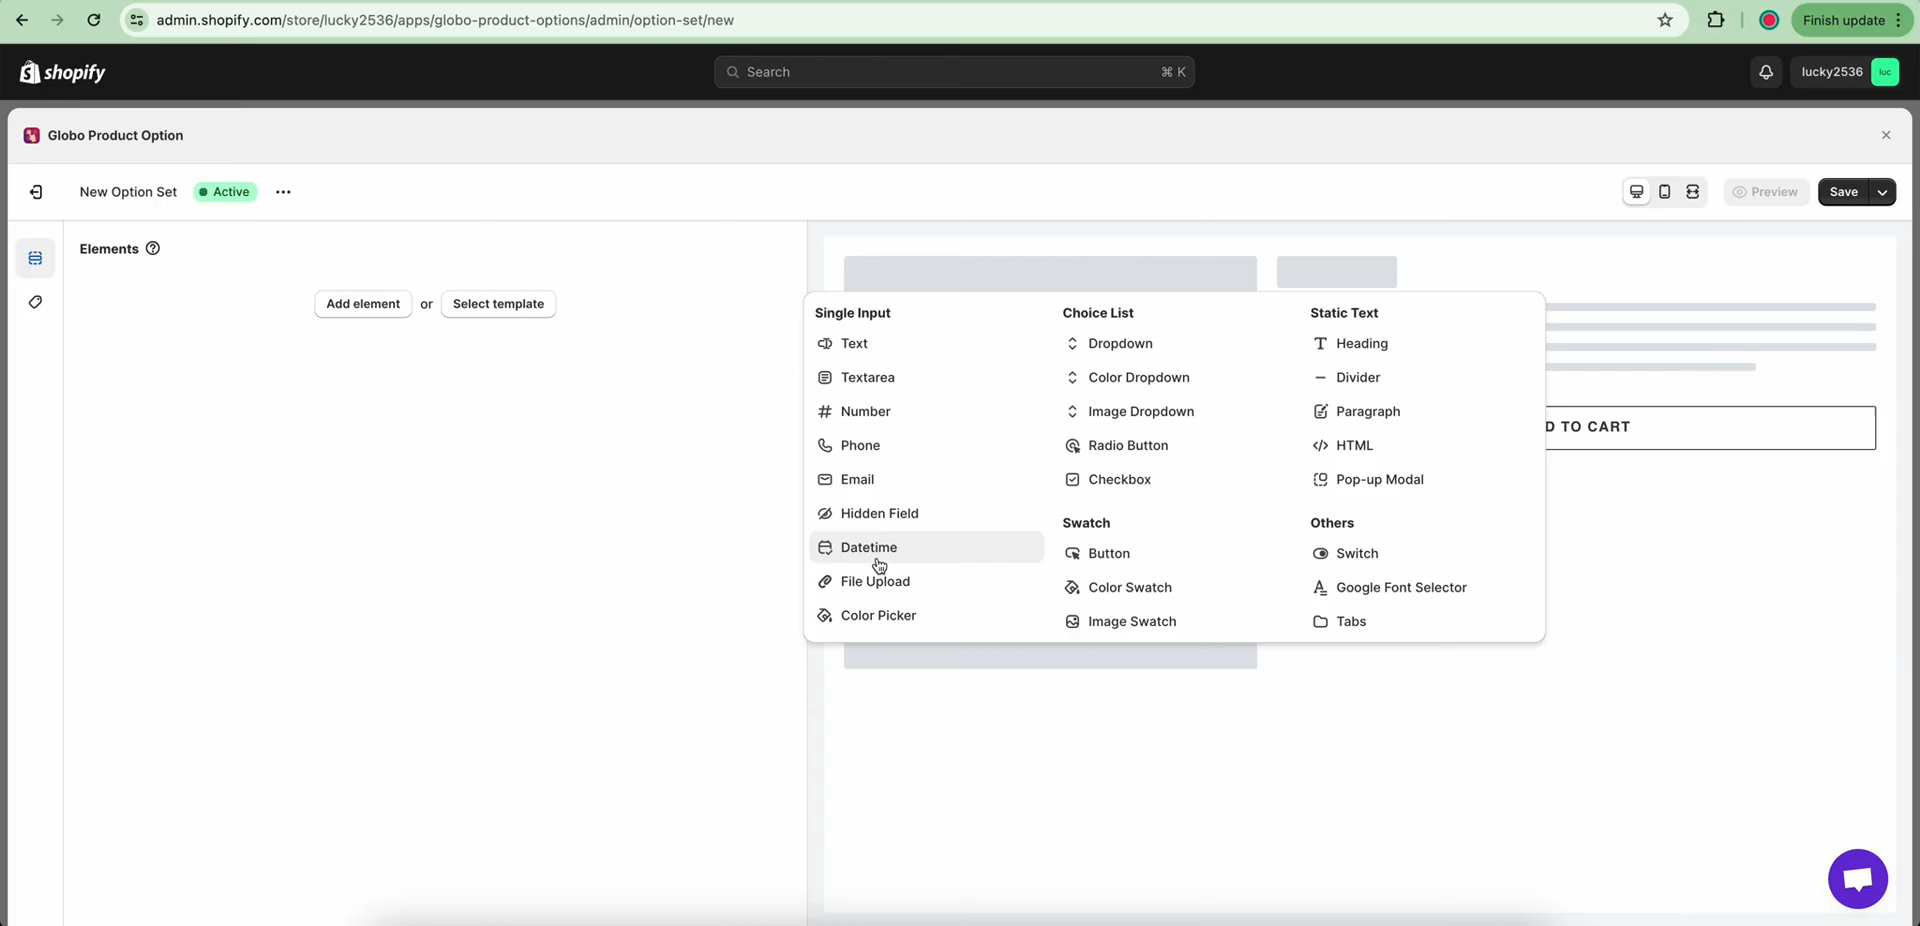 admin.shopify.com/store/lucky2536/apps/globo-product-options/admin/option-set/new
Finish update
shopify
Search
⌘ K
lucky2536
luc
Globo Product Option
New Option Set
Active
Preview
Save
Elements
Add element
or
Select template
Single Input
Text
Textarea
Number
Phone
Email
Hidden Field
Datetime
File Upload
Color Picker
Choice List
Dropdown
Color Dropdown
Image Dropdown
Radio Button
Checkbox
Swatch
Button
Color Swatch
Image Swatch
Static Text
Heading
Divider
Paragraph
HTML
Pop-up Modal
Others
Switch
Google Font Selector
Tabs
D TO CART